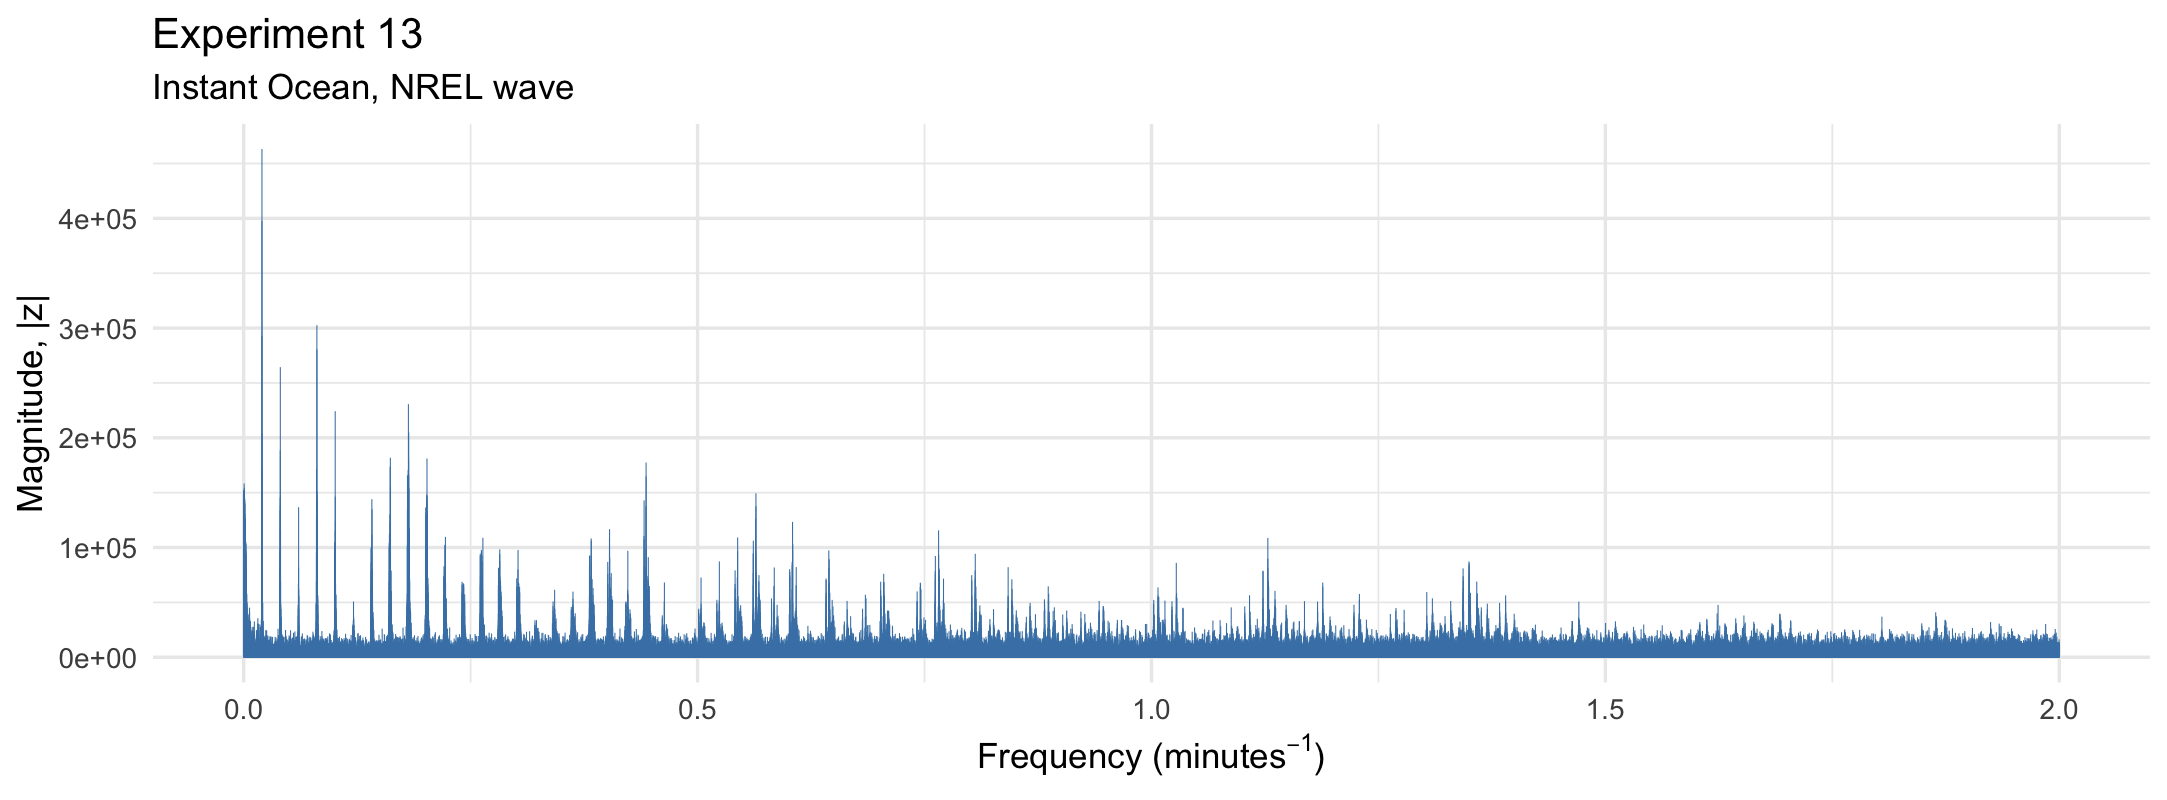 Experiment 13
Instant Ocean, NREL wave
Magnitude, |z|
4e+05
3e+05
2e+05
1e+05
0e+00
0.0 0.5 1.0 1.5 2.0
Frequency (minutes⁻¹)